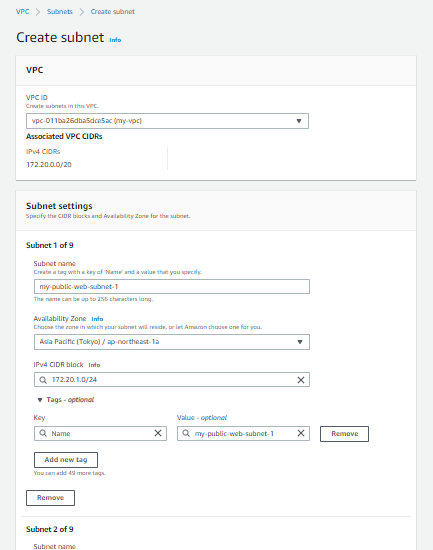 VPC > Subnets > Create subnet
Create subnet Info
VPC
VPC ID
Create subnets in this VPC.
vpc-011ba26dba5dce5ac (my-vpc)
Associated VPC CIDRs
IPv4 CIDRs
172.20.0.0/20
Subnet settings
Specify the CIDR blocks and Availability Zone for the subnet.
Subnet 1 of 9
Subnet name
Create a tag with a key of 'Name' and a value that you specify.
my-public-web-subnet-1
The name can be up to 256 characters long.
Availability Zone Info
Choose the zone in which your subnet will reside, or let Amazon choose one for you.
Asia Pacific (Tokyo) / ap-northeast-1a
IPv4 CIDR block Info
172.20.1.0/24
Tags - optional
Key Value - optional
Name my-public-web-subnet-1 Remove
Add new tag
You can add 49 more tags.
Remove
Subnet 2 of 9
Subnet name